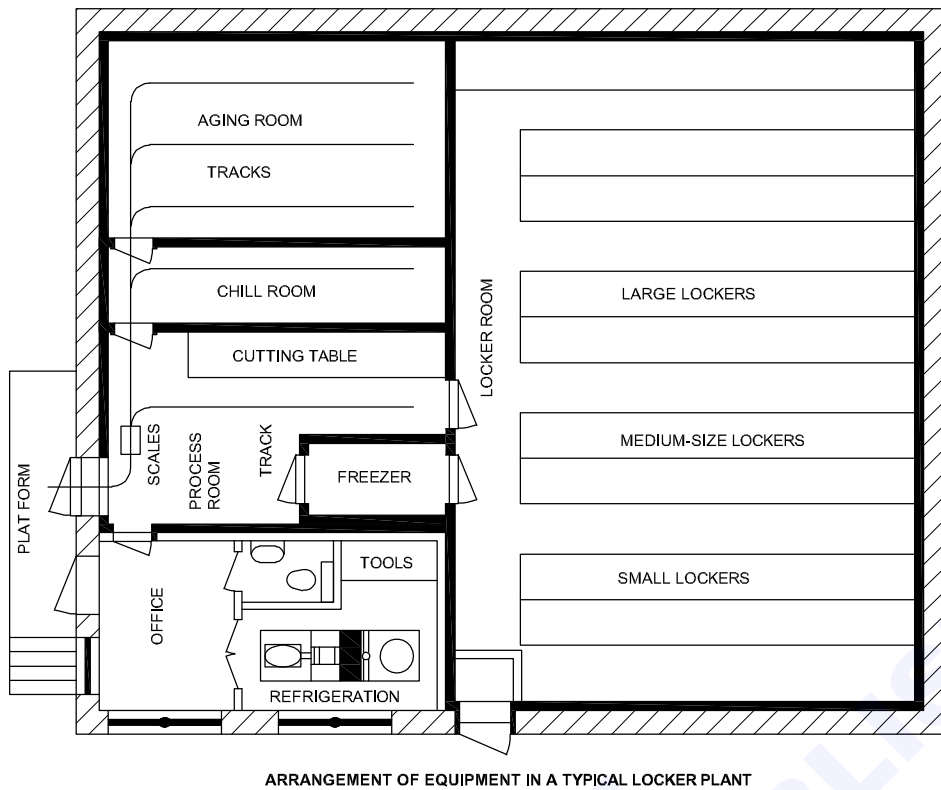 AGING ROOM
TRACKS
CHILL ROOM
CUTTING TABLE
LOCKER ROOM
LARGE LOCKERS
MEDIUM-SIZE LOCKERS
SMALL LOCKERS
PLAT FORM
SCALES
PROCESS
ROOM
TRACK
FREEZER
OFFICE
TOOLS
REFRIGERATION
ARRANGEMENT OF EQUIPMENT IN A TYPICAL LOCKER PLANT